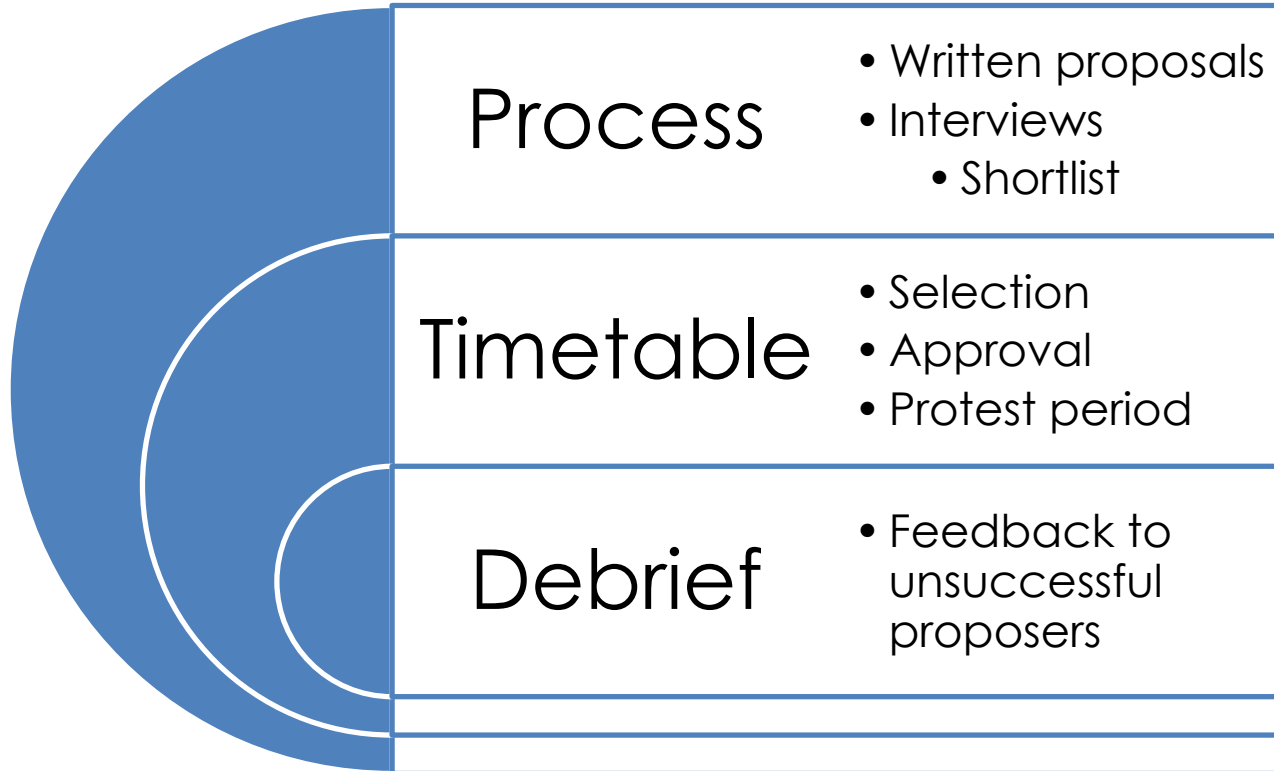 Process
• Written proposals
• Interviews
• Shortlist
Timetable
• Selection
• Approval
• Protest period
Debrief
• Feedback to
unsuccessful
proposers